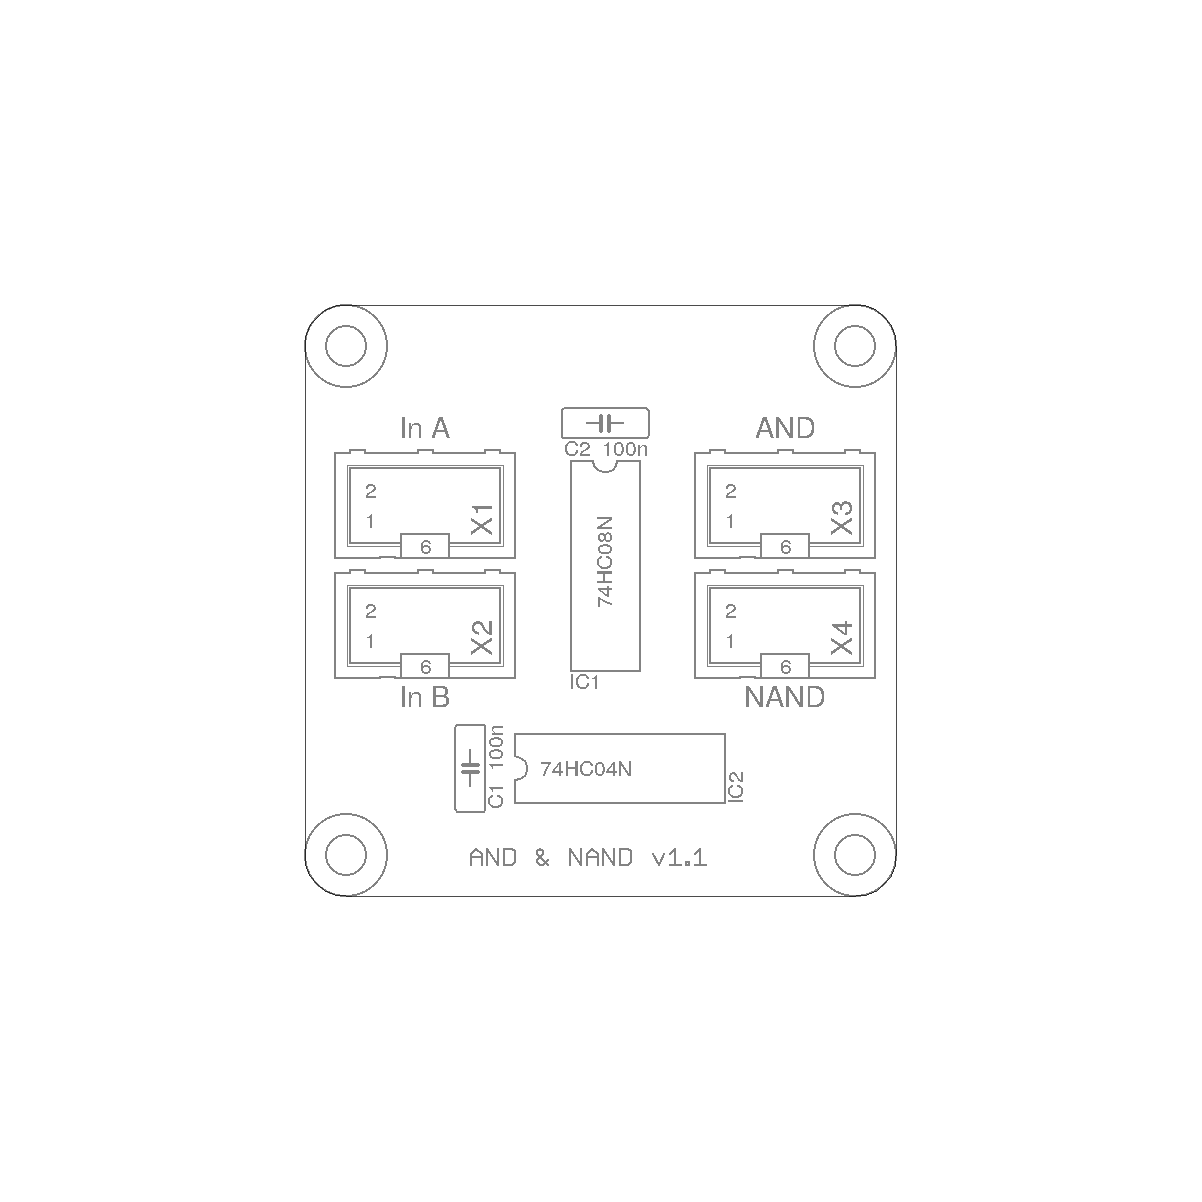 In A
AND
C2 100n
2
1
X1
6
74HC08N
2
1
X3
6
2
1
X2
6
2
1
X4
6
IC1
In B
NAND
C1 100n
74HC04N
IC2
AND & NAND v1.1